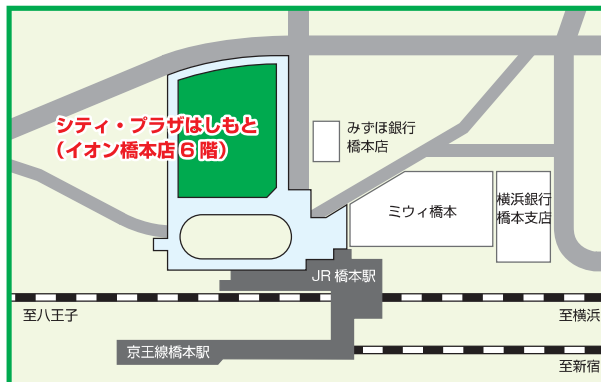 シティ・プラザはしもと
（イオン橋本店６階）
みずほ銀行
橋本店
ミウィ橋本
横浜銀行
橋本支店
JR 橋本駅
至八王子
至横浜
京王線橋本駅
至新宿